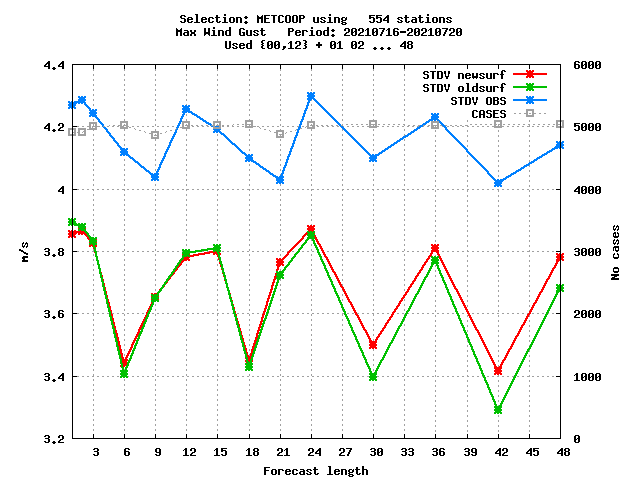 Selection: METCOOP using   554 stations
Max Wind Gust   Period: 20210716-20210720
Used {00,12} + 01 02 ... 48
STDV newsurf
STDV oldsurf
STDV OBS
CASES
4.4
4.2
4
3.8
3.6
3.4
3.2
m/s
6000
5000
4000
3000
2000
1000
0
No cases
3 6 9 12 15 18 21 24 27 30 33 36 39 42 45 48
Forecast length